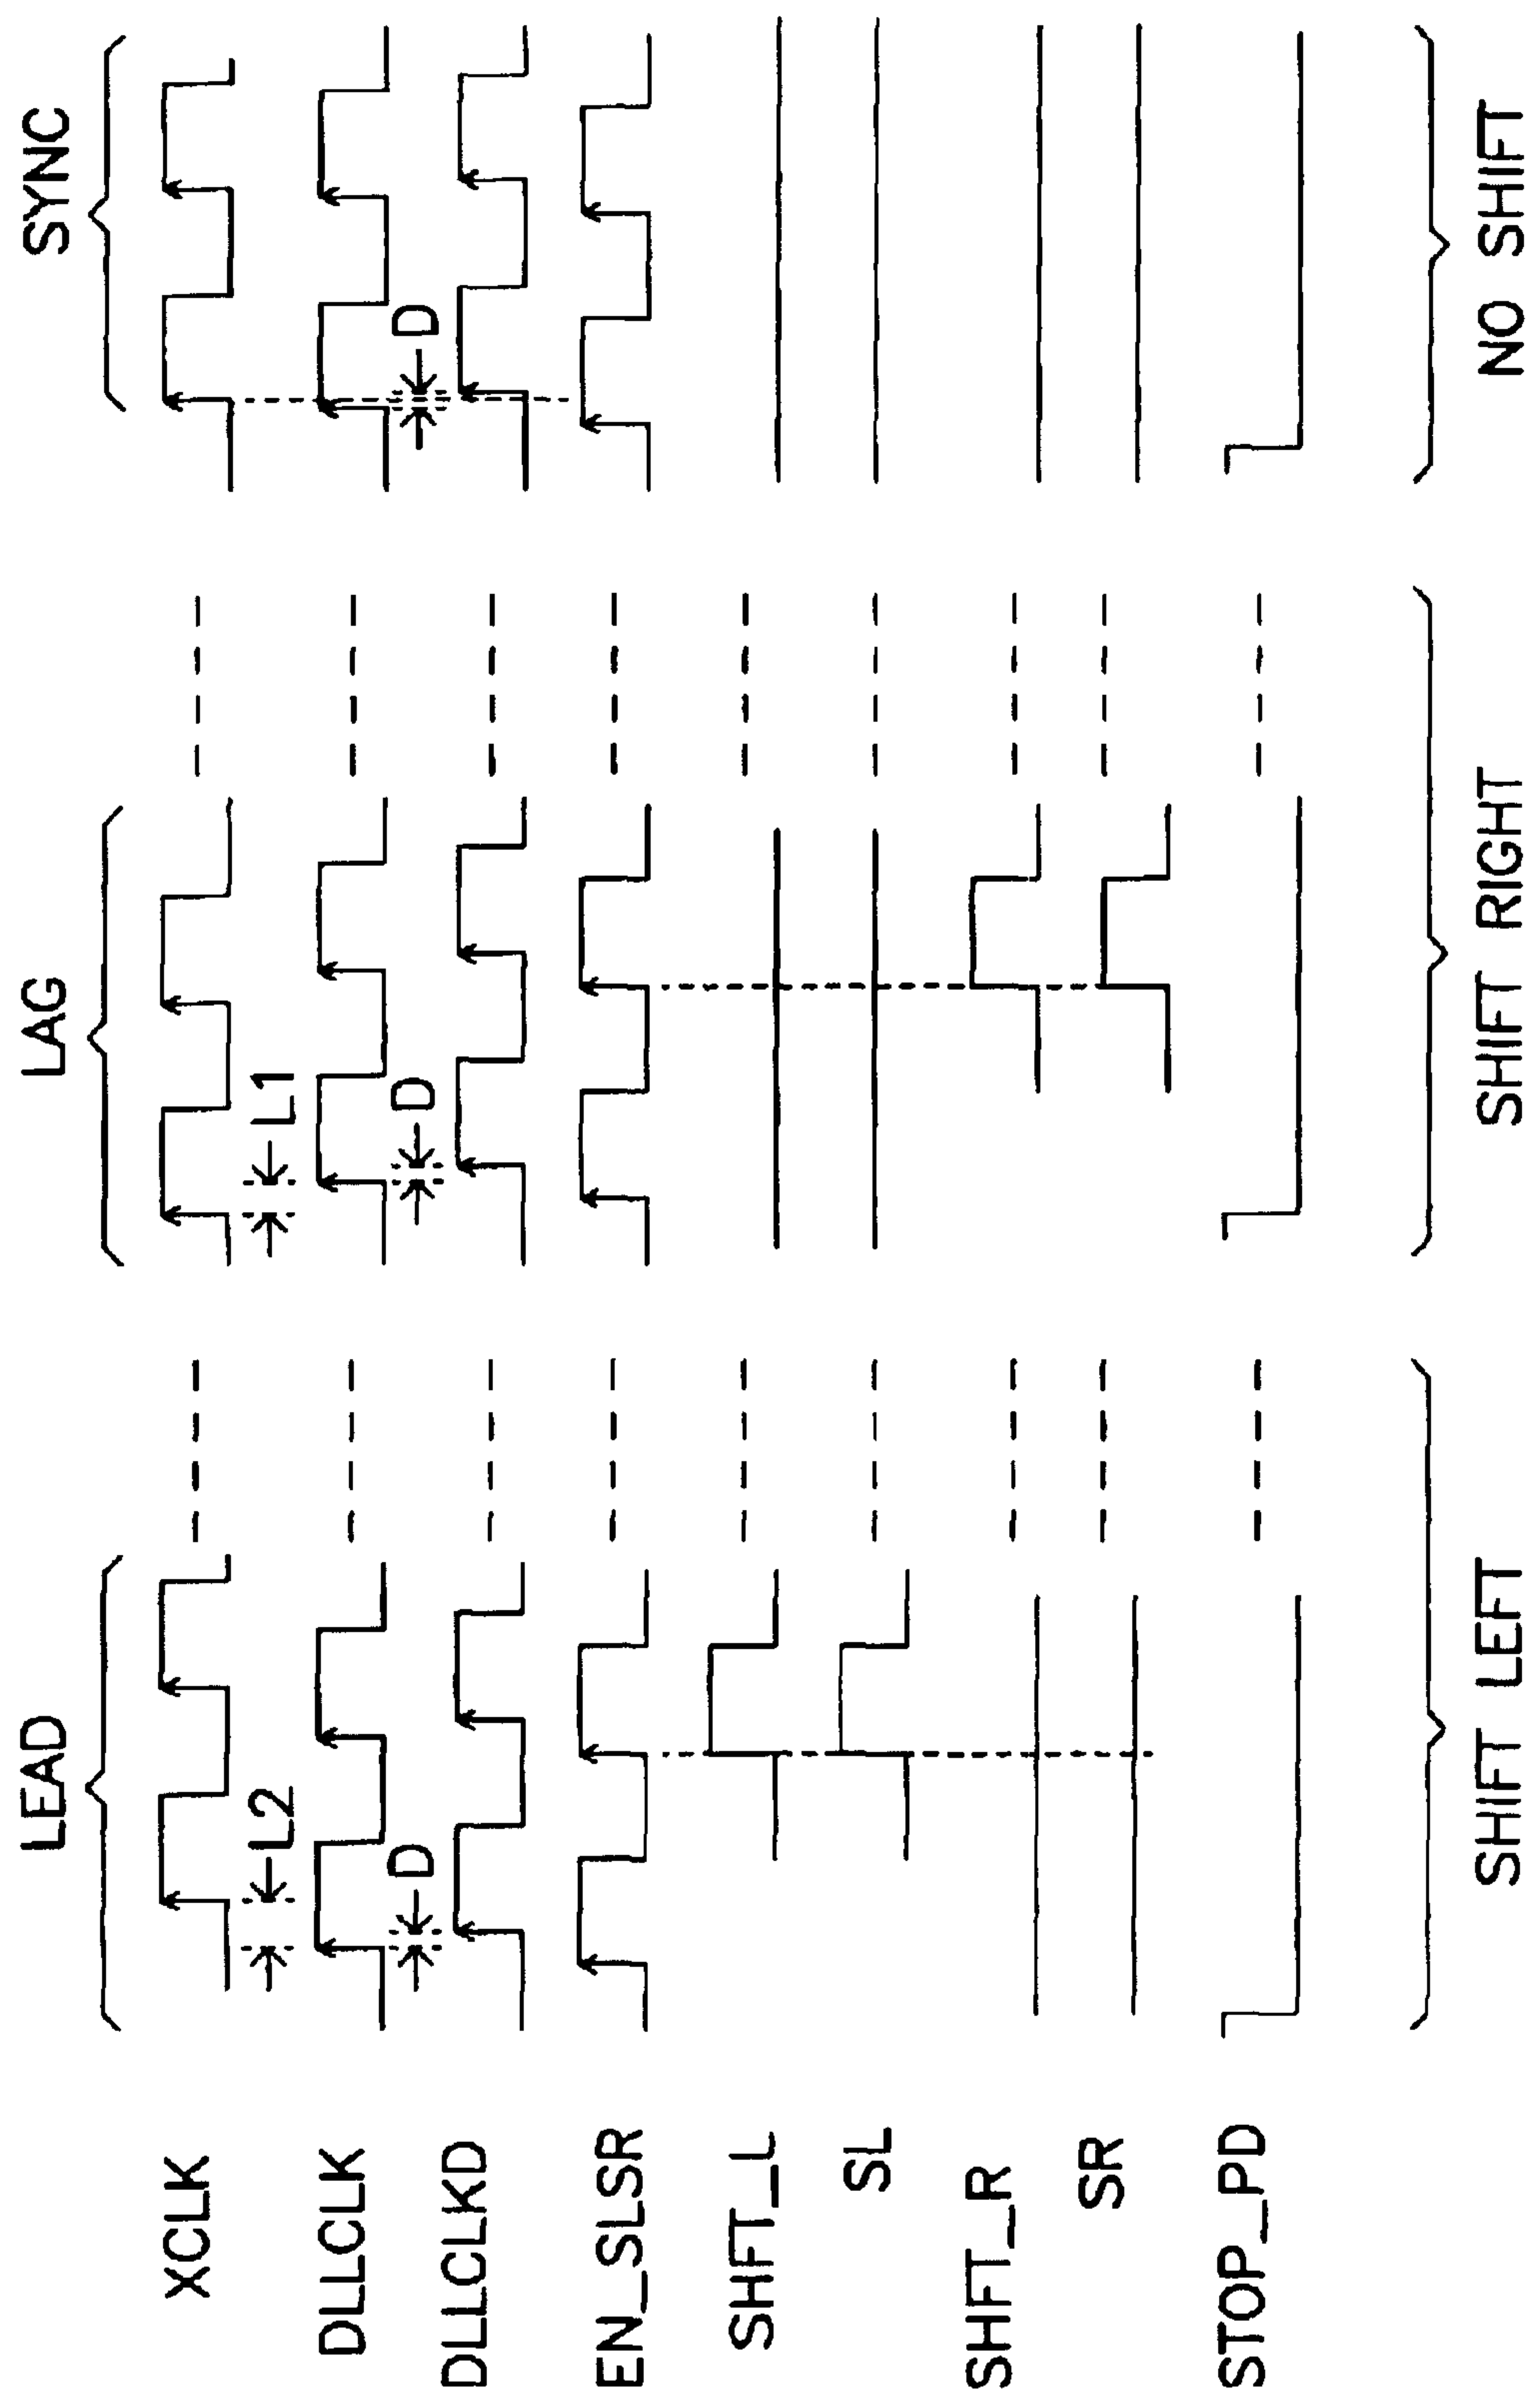 LEAD LAG SYNC
XCLK
L2 L1
DLLCLK
D D D
DLLCLKD
EN_SLSR
SHFT_L
SL
SHFT_R
SR
STOP_PD
SHIFT LEFT SHIFT RIGHT NO SHIFT